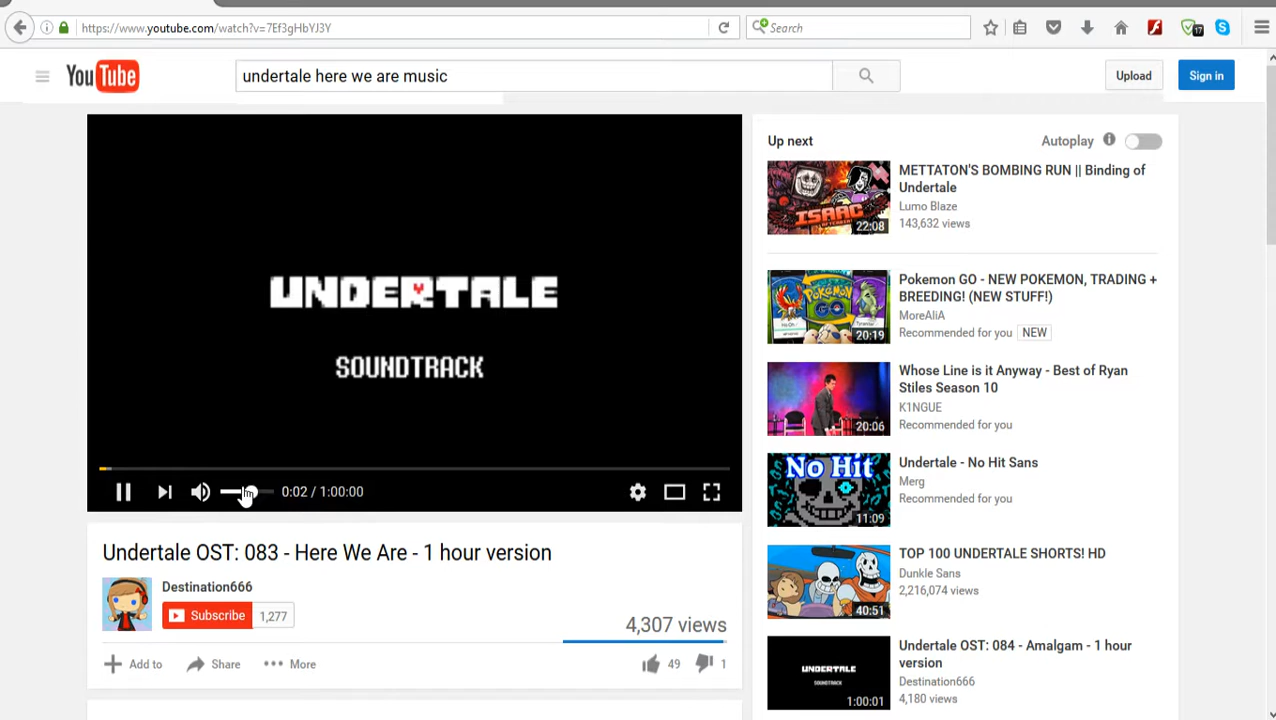 https://www.youtube.com/watch?v=7Ef3gHbYJ3Y
Search
17
YouTube
undertale here we are music
Upload
Sign in
UNDERTALE
SOUNDTRACK
0:02 / 1:00:00
Undertale OST: 083 - Here We Are - 1 hour version
Destination666
Subscribe 1,277
4,307 views
Add to Share More
49 1
Up next
Autoplay
ISAAC
22:08
METTATON'S BOMBING RUN || Binding of
Undertale
Lumo Blaze
143,632 views
Pokemon GO
20:19
Pokemon GO - NEW POKEMON, TRADING +
BREEDING! (NEW STUFF!)
MoreAliA
Recommended for you NEW
20:06
Whose Line is it Anyway - Best of Ryan
Stiles Season 10
K1NGUE
Recommended for you
No Hit
11:09
Undertale - No Hit Sans
Merg
Recommended for you
40:51
TOP 100 UNDERTALE SHORTS! HD
Dunkle Sans
2,216,074 views
UNDERTALE
SOUNDTRACK
1:00:01
Undertale OST: 084 - Amalgam - 1 hour
version
Destination666
4,180 views